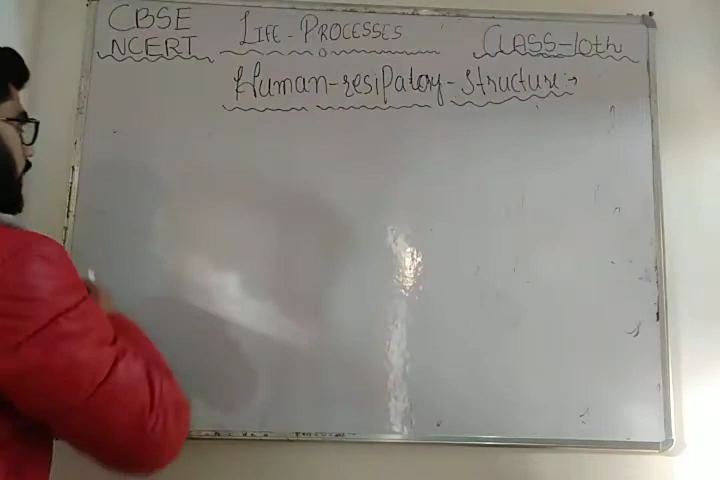 CBSE LIFE-PROCESSES CLASS-10th
NCERT
Human-resipatory-structure:-